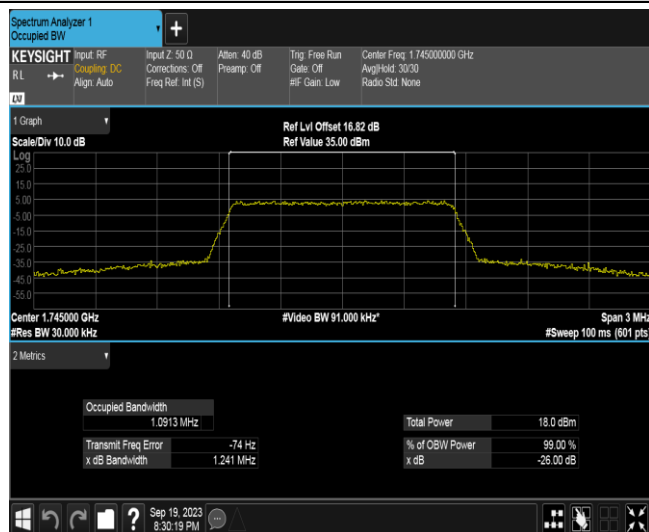 Spectrum Analyzer 1
Occupied BW
+
KEYSIGHT Input: RF Input Z: 50 Ω Atten: 40 dB Trig: Free Run Center Freq: 1.745000000 GHz
RL Coupling: DC Corrections: Off Preamp: Off Gate: Off Avg|Hold: 30/30
Align: Auto Freq Ref: Int (S) #IF Gain: Low Radio Std: None
LXI
1 Graph
Ref Lvl Offset 16.82 dB
Scale/Div 10.0 dB Ref Value 35.00 dBm
Log
25.0
15.0
5.00
-5.00
-15.0
-25.0
-35.0
-45.0
-55.0
Center 1.745000 GHz #Video BW 91.000 kHz* Span 3 MHz
#Res BW 30.000 kHz #Sweep 100 ms (601 pts)
2 Metrics
Occupied Bandwidth
1.0913 MHz Total Power 18.0 dBm
Transmit Freq Error -74 Hz % of OBW Power 99.00 %
x dB Bandwidth 1.241 MHz x dB -26.00 dB
? Sep 19, 2023
8:30:19 PM